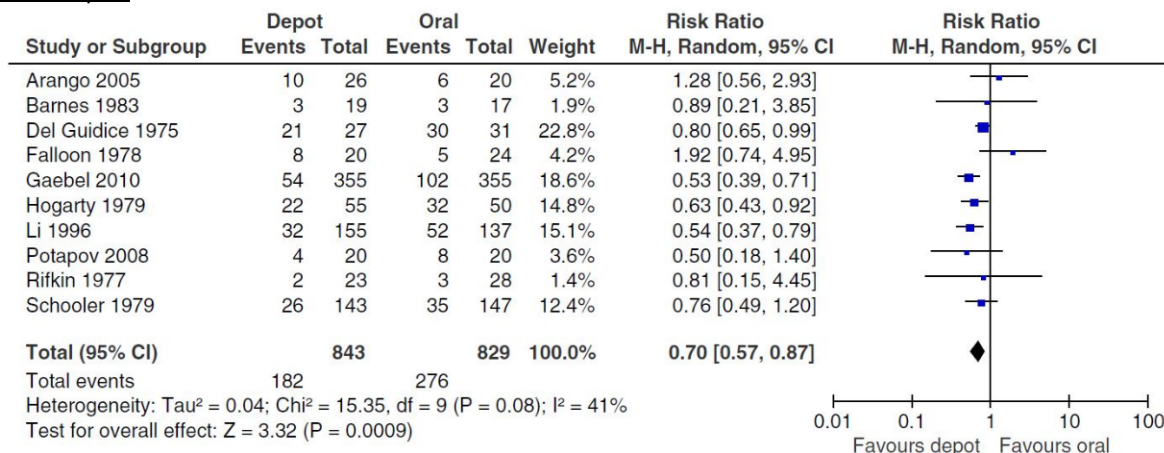 Depot Oral Risk Ratio Risk Ratio
Study or Subgroup Events Total Events Total Weight M-H, Random, 95% CI M-H, Random, 95% CI
Arango 2005 10 26 6 20 5.2% 1.28 [0.56, 2.93]
Barnes 1983 3 19 3 17 1.9% 0.89 [0.21, 3.85]
Del Guidice 1975 21 27 30 31 22.8% 0.80 [0.65, 0.99]
Falloon 1978 8 20 5 24 4.2% 1.92 [0.74, 4.95]
Gaebel 2010 54 355 102 355 18.6% 0.53 [0.39, 0.71]
Hogarty 1979 22 55 32 50 14.8% 0.63 [0.43, 0.92]
Li 1996 32 155 52 137 15.1% 0.54 [0.37, 0.79]
Potapov 2008 4 20 8 20 3.6% 0.50 [0.18, 1.40]
Rifkin 1977 2 23 3 28 1.4% 0.81 [0.15, 4.45]
Schooler 1979 26 143 35 147 12.4% 0.76 [0.49, 1.20]
Total (95% CI) 843 829 100.0% 0.70 [0.57, 0.87]
Total events 182 276
Heterogeneity: Tau² = 0.04; Chi² = 15.35, df = 9 (P = 0.08); I² = 41%
Test for overall effect: Z = 3.32 (P = 0.0009)
0.01 0.1 1 10 100
Favours depot Favours oral